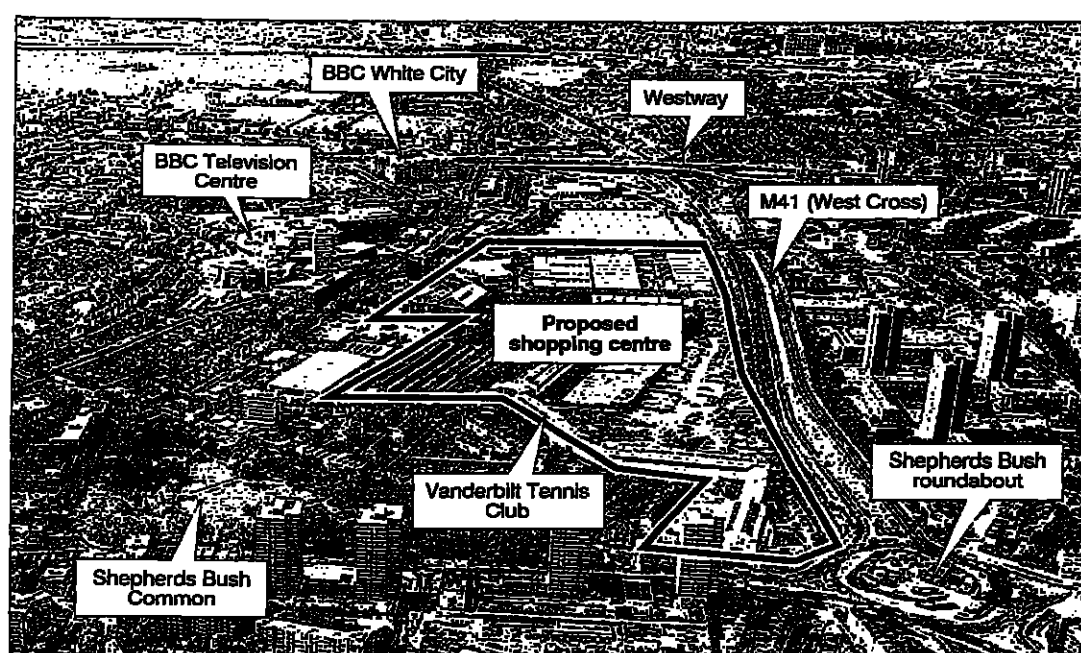 BBC White City
Westway
BBC Television
Centre
M41 (West Cross)
Proposed
shopping centre
Shepherds Bush
roundabout
Vanderbilt Tennis
Club
Shepherds Bush
Common